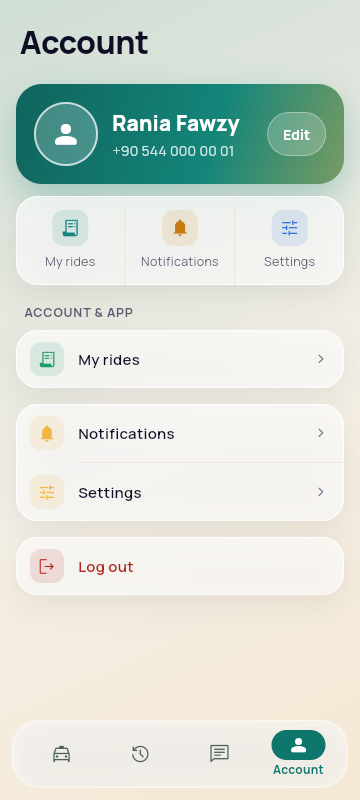 Account
Rania Fawzy
+90 544 000 00 01
Edit
My rides
Notifications
Settings
ACCOUNT & APP
My rides
Notifications
Settings
Log out
Account